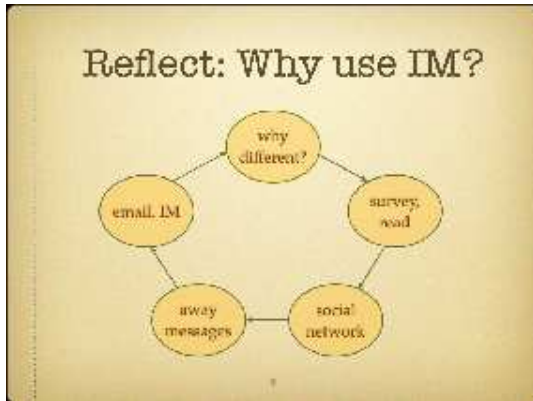 Reflect: Why use IM?
why
different?
survey,
read
social
network
away
messages
email, IM